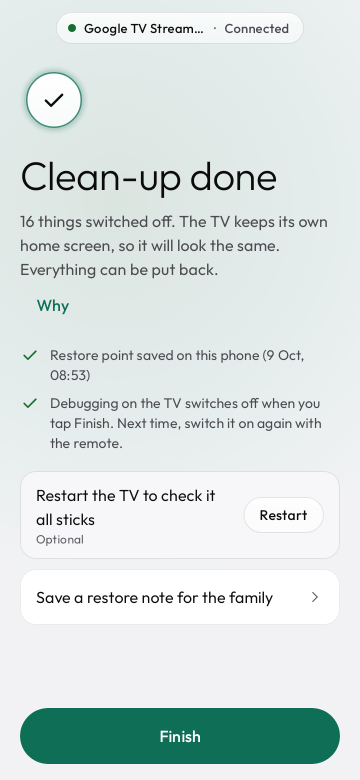 Google TV Stream... · Connected
Clean-up done
16 things switched off. The TV keeps its own
home screen, so it will look the same.
Everything can be put back.
Why
Restore point saved on this phone (9 Oct,
08:53)
Debugging on the TV switches off when you
tap Finish. Next time, switch it on again with
the remote.
Restart the TV to check it
all sticks
Optional
Restart
Save a restore note for the family
Finish